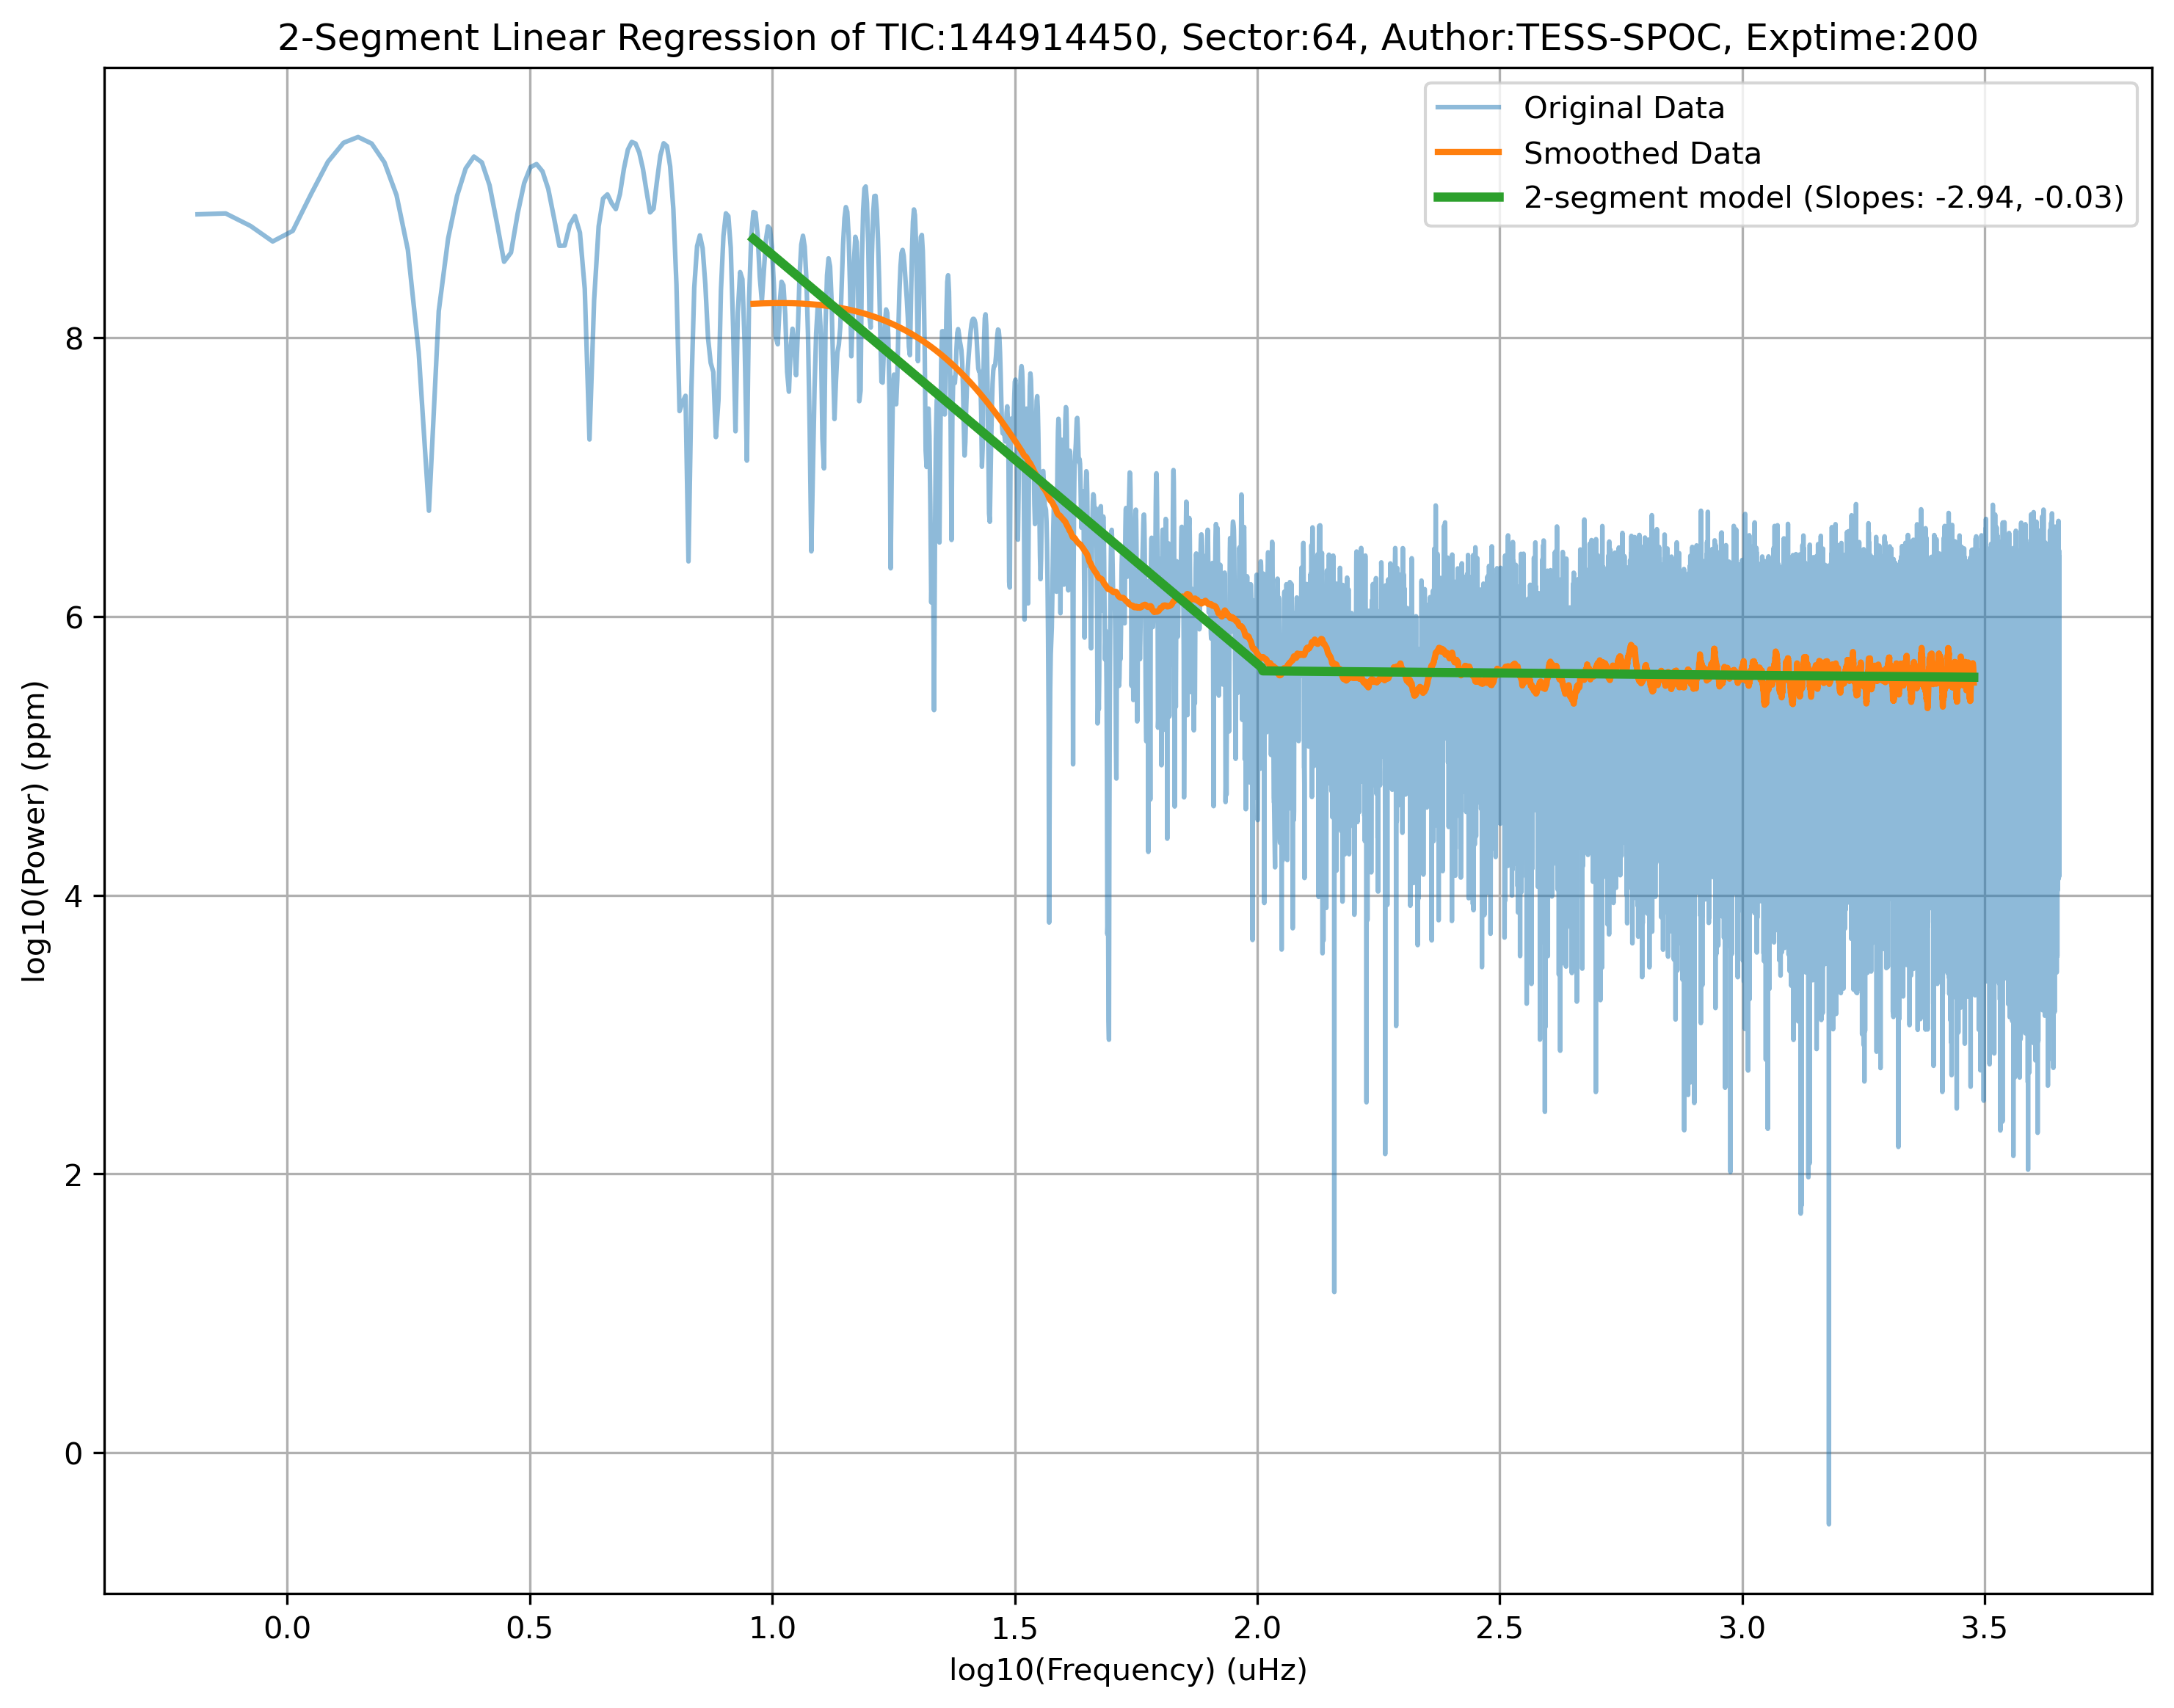 2-Segment Linear Regression of TIC:144914450, Sector:64, Author:TESS-SPOC, Exptime:200
Original Data
Smoothed Data
2-segment model (Slopes: -2.94, -0.03)
log10(Power) (ppm)
8
6
4
2
0
0.0 0.5 1.0 1.5 2.0 2.5 3.0 3.5
log10(Frequency) (uHz)